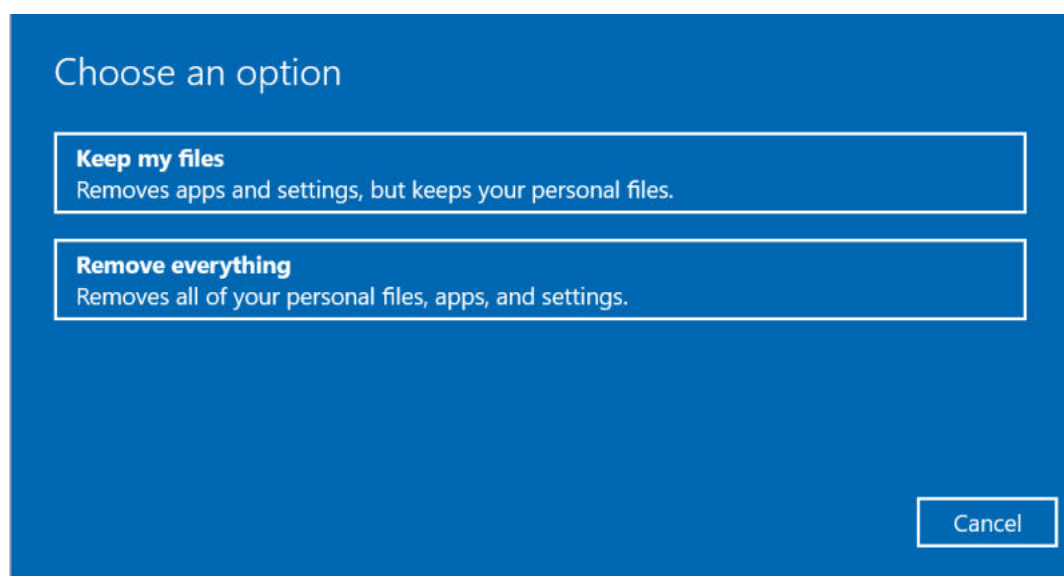 Choose an option
Keep my files
Removes apps and settings, but keeps your personal files.
Remove everything
Removes all of your personal files, apps, and settings.
Cancel